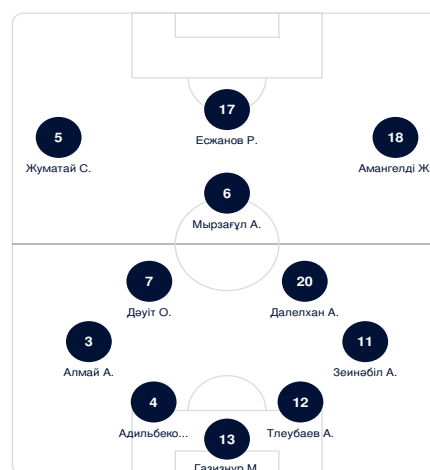 17
Есжанов Р.
5
Жуматай С.
18
Амангелді Ж
6
Мырзағұл А.
7
Дәуіт О.
20
Далелхан А.
3
Алмай А.
11
Зеинәбіл А.
4
Адильбеко...
12
Тлеубаев А.
13
Газизнур М